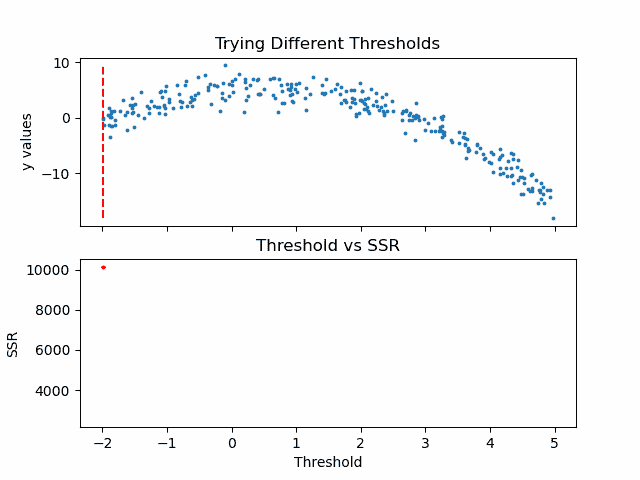 Trying Different Thresholds
10
0
−10
y values
Threshold vs SSR
10000
8000
6000
4000
SSR
−2 −1 0 1 2 3 4 5
Threshold